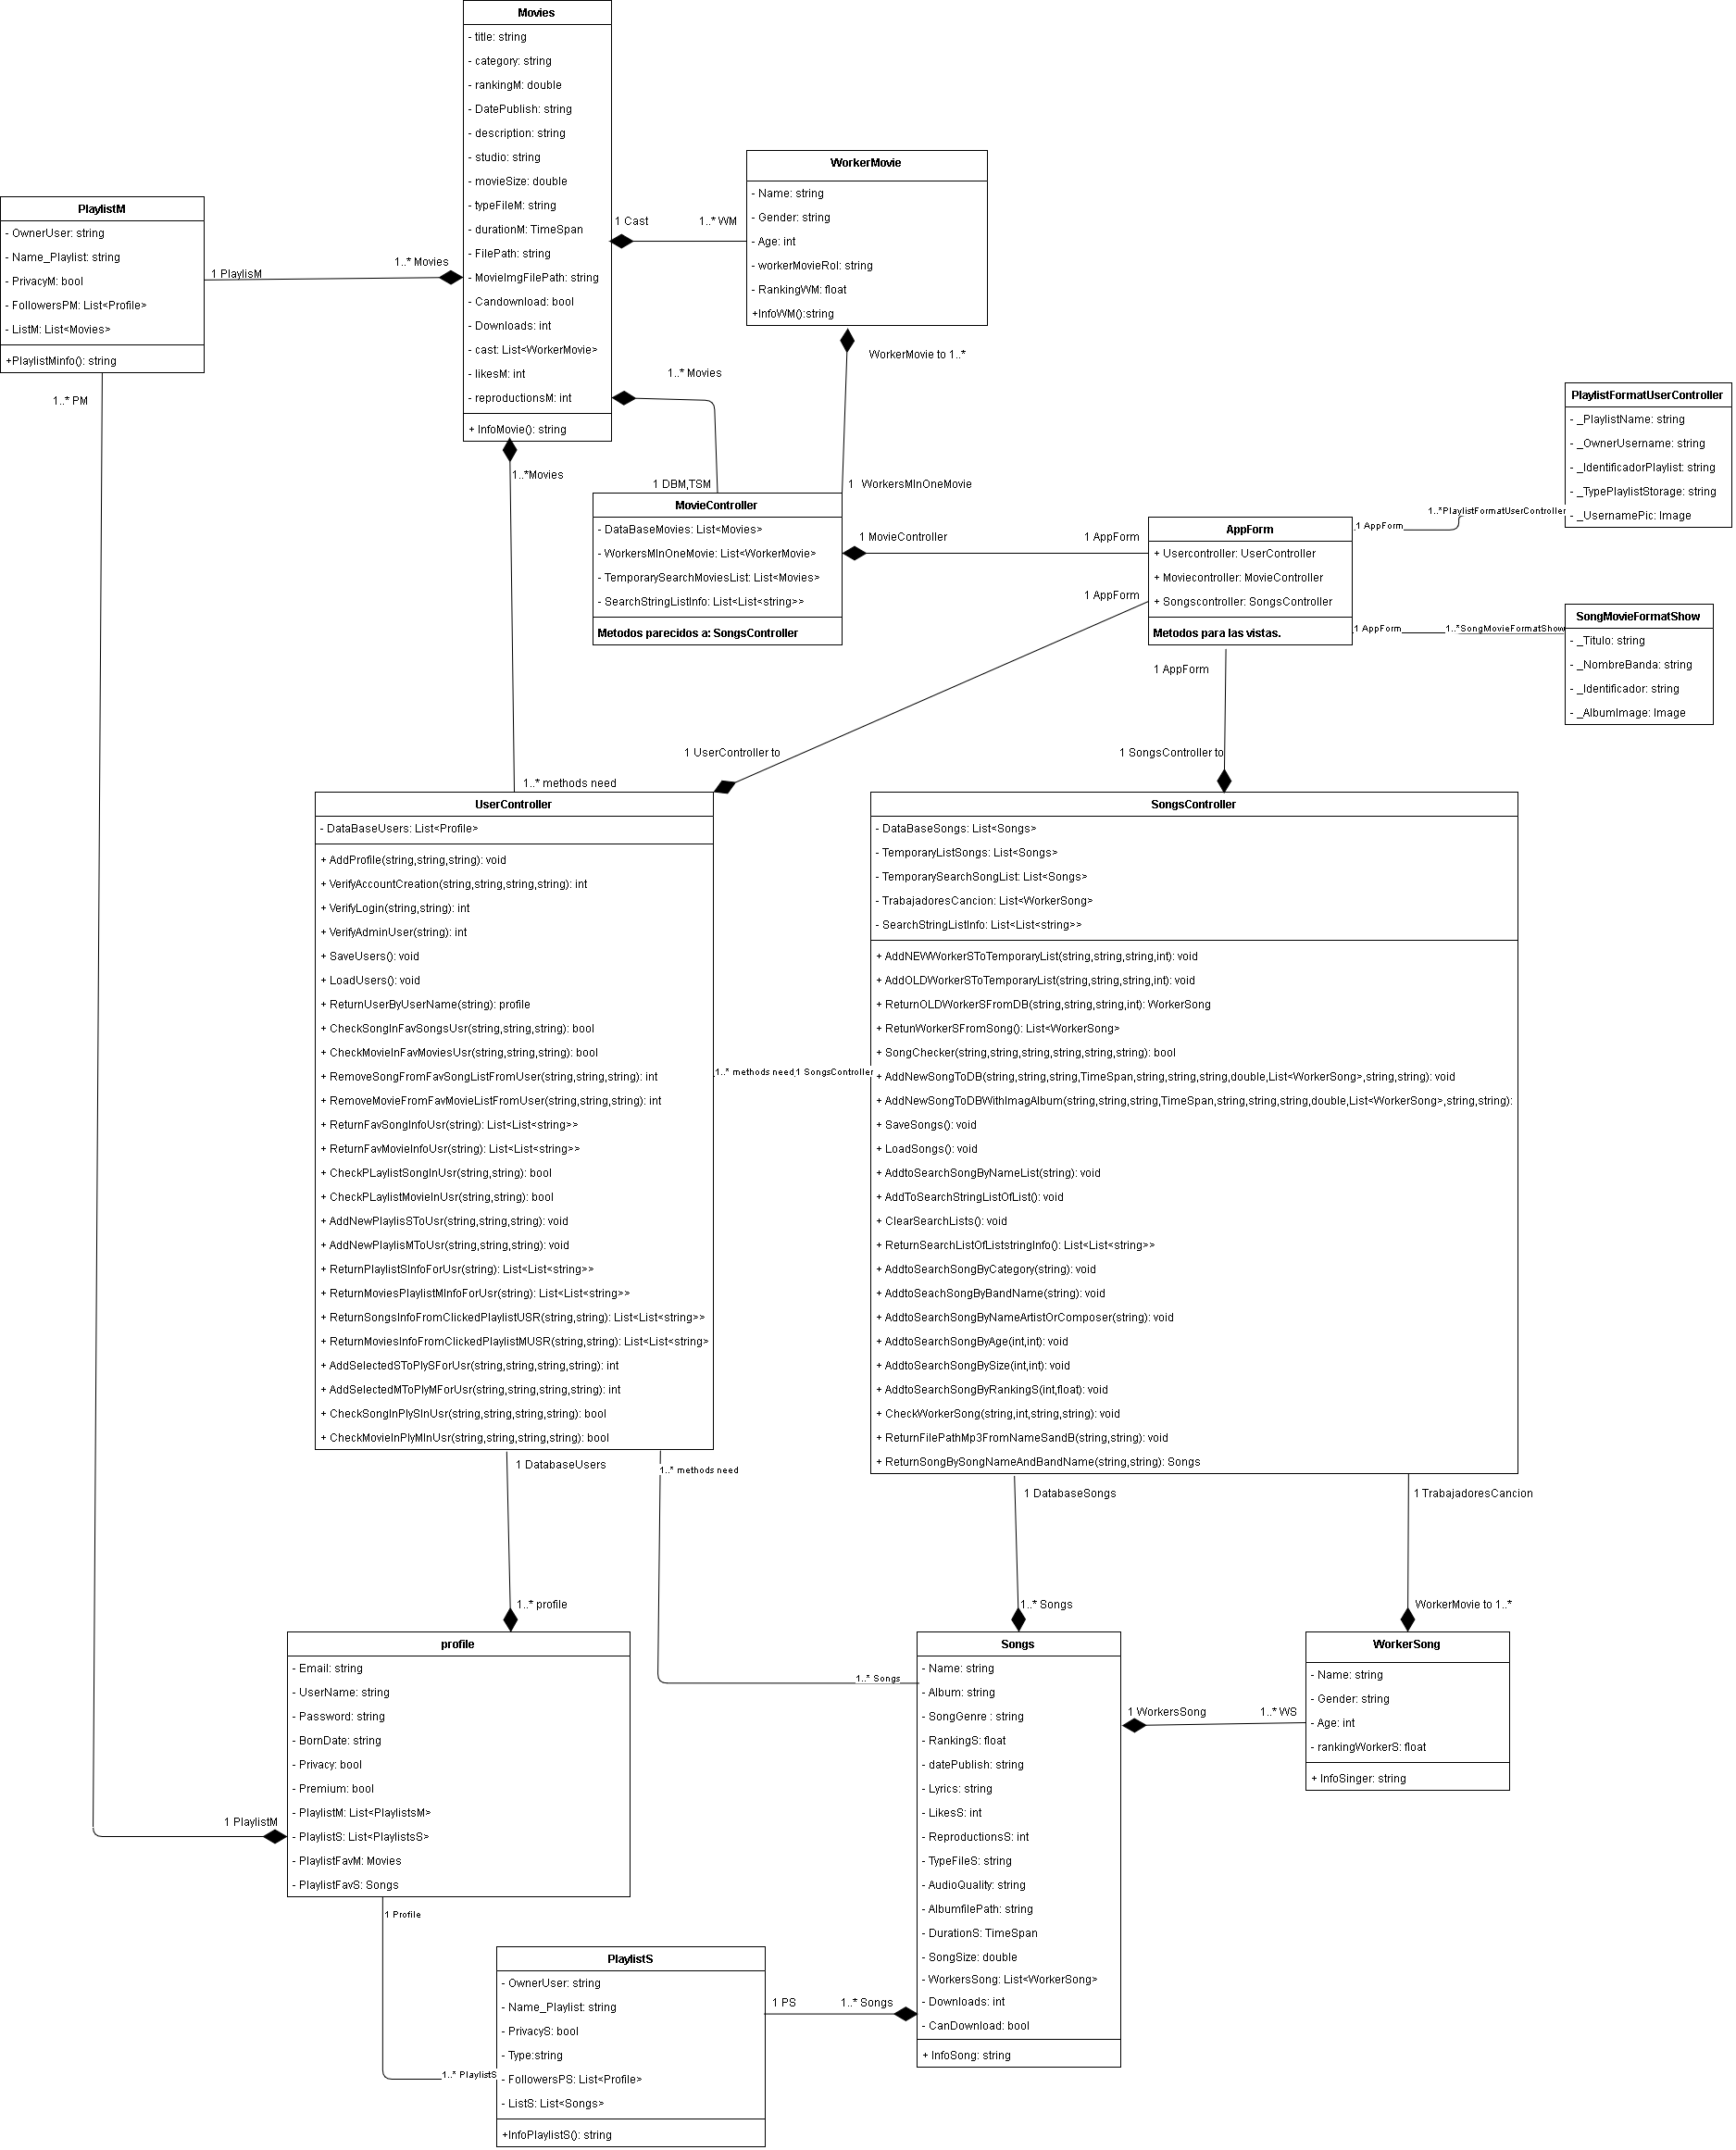 Movies
- title: string
- category: string
- rankingM: double
- DatePublish: string
- description: string
- studio: string
- movieSize: double
- typeFileM: string
- durationM: TimeSpan
- FilePath: string
- MovieImgFilePath: string
- Candownload: bool
- Downloads: int
- cast: List<WorkerMovie>
- likesM: int
- reproductionsM: int
+ InfoMovie(): string
WorkerMovie
- Name: string
- Gender: string
- Age: int
- workerMovieRol: string
- RankingWM: float
+InfoWM():string
1 Cast
1..* WM
PlaylistM
- OwnerUser: string
- Name_Playlist: string
- PrivacyM: bool
- FollowersPM: List<Profile>
- ListM: List<Movies>
+PlaylistMinfo(): string
1 PlaylisM
1..* Movies
1..* PM
1..* Movies
WorkerMovie to 1..*
1..*Movies
1 DBM,TSM
1 WorkersMInOneMovie
MovieController
- DataBaseMovies: List<Movies>
- WorkersMInOneMovie: List<WorkerMovie>
- TemporarySearchMoviesList: List<Movies>
- SearchStringListInfo: List<List<string>>
Metodos parecidos a: SongsController
1 MovieController
1 AppForm
1 AppForm
AppForm
+ Usercontroller: UserController
+ Moviecontroller: MovieController
+ Songscontroller: SongsController
Metodos para las vistas.
1 AppForm
1..*PlaylistFormatUserController
PlaylistFormatUserController
- _PlaylistName: string
- _OwnerUsername: string
- _IdentificadorPlaylist: string
- _TypePlaylistStorage: string
- _UsernamePic: Image
1 AppForm
1..*SongMovieFormatShow
SongMovieFormatShow
- _Titulo: string
- _NombreBanda: string
- _Identificador: string
- _AlbumImage: Image
1 AppForm
1 UserController to
1 SongsController to
1..* methods need
UserController
- DataBaseUsers: List<Profile>
+ AddProfile(string,string,string): void
+ VerifyAccountCreation(string,string,string,string): int
+ VerifyLogin(string,string): int
+ VerifyAdminUser(string): int
+ SaveUsers(): void
+ LoadUsers(): void
+ ReturnUserByUserName(string): profile
+ CheckSongInFavSongsUsr(string,string,string): bool
+ CheckMovieInFavMoviesUsr(string,string,string): bool
+ RemoveSongFromFavSongListFromUser(string,string,string): int
+ RemoveMovieFromFavMovieListFromUser(string,string,string): int
+ ReturnFavSongInfoUsr(string): List<List<string>>
+ ReturnFavMovieInfoUsr(string): List<List<string>>
+ CheckPLaylistSongInUsr(string,string): bool
+ CheckPLaylistMovieInUsr(string,string): bool
+ AddNewPlaylisSToUsr(string,string,string): void
+ AddNewPlaylisMToUsr(string,string,string): void
+ ReturnPlaylistSInfoForUsr(string): List<List<string>>
+ ReturnMoviesPlaylistMInfoForUsr(string): List<List<string>>
+ ReturnSongsInfoFromClickedPlaylistUSR(string,string): List<List<string>>
+ ReturnMoviesInfoFromClickedPlaylistMUSR(string,string): List<List<string>
+ AddSelectedSToPlySForUsr(string,string,string,string): int
+ AddSelectedMToPlyMForUsr(string,string,string,string): int
+ CheckSongInPlySInUsr(string,string,string,string): bool
+ CheckMovieInPlyMInUsr(string,string,string,string): bool
1..* methods need
1 SongsController
SongsController
- DataBaseSongs: List<Songs>
- TemporaryListSongs: List<Songs>
- TemporarySearchSongList: List<Songs>
- TrabajadoresCancion: List<WorkerSong>
- SearchStringListInfo: List<List<string>>
+ AddNEWWorkerSToTemporaryList(string,string,string,int): void
+ AddOLDWorkerSToTemporaryList(string,string,string,int): void
+ ReturnOLDWorkerSFromDB(string,string,string,int): WorkerSong
+ RetunWorkerSFromSong(): List<WorkerSong>
+ SongChecker(string,string,string,string,string,string): bool
+ AddNewSongToDB(string,string,string,TimeSpan,string,string,string,double,List<WorkerSong>,string,string): void
+ AddNewSongToDBWithImagAlbum(string,string,string,TimeSpan,string,string,string,double,List<WorkerSong>,string,string):
+ SaveSongs(): void
+ LoadSongs(): void
+ AddtoSearchSongByNameList(string): void
+ AddToSearchStringListOfList(): void
+ ClearSearchLists(): void
+ ReturnSearchListOfListstringInfo(): List<List<string>>
+ AddtoSearchSongByCategory(string): void
+ AddtoSeachSongByBandName(string): void
+ AddtoSearchSongByNameArtistOrComposer(string): void
+ AddtoSearchSongByAge(int,int): void
+ AddtoSearchSongBySize(int,int): void
+ AddtoSearchSongByRankingS(int,float): void
+ CheckWorkerSong(string,int,string,string): void
+ ReturnFilePathMp3FromNameSandB(string,string): void
+ ReturnSongBySongNameAndBandName(string,string): Songs
1 DatabaseUsers
1..* methods need
1 DatabaseSongs
1 TrabajadoresCancion
1..* profile
1..* Songs
WorkerMovie to 1..*
profile
- Email: string
- UserName: string
- Password: string
- BornDate: string
- Privacy: bool
- Premium: bool
- PlaylistM: List<PlaylistsM>
- PlaylistS: List<PlaylistsS>
- PlaylistFavM: Movies
- PlaylistFavS: Songs
1 PlaylistM
1..* Songs
Songs
- Name: string
- Album: string
- SongGenre : string
- RankingS: float
- datePublish: string
- Lyrics: string
- LikesS: int
- ReproductionsS: int
- TypeFileS: string
- AudioQuality: string
- AlbumfilePath: string
- DurationS: TimeSpan
- SongSize: double
- WorkersSong: List<WorkerSong>
- Downloads: int
- CanDownload: bool
+ InfoSong: string
1 WorkersSong
1..* WS
WorkerSong
- Name: string
- Gender: string
- Age: int
- rankingWorkerS: float
+ InfoSinger: string
1 Profile
1..* PlaylistS
PlaylistS
- OwnerUser: string
- Name_Playlist: string
- PrivacyS: bool
- Type:string
- FollowersPS: List<Profile>
- ListS: List<Songs>
+InfoPlaylistS(): string
1 PS
1..* Songs